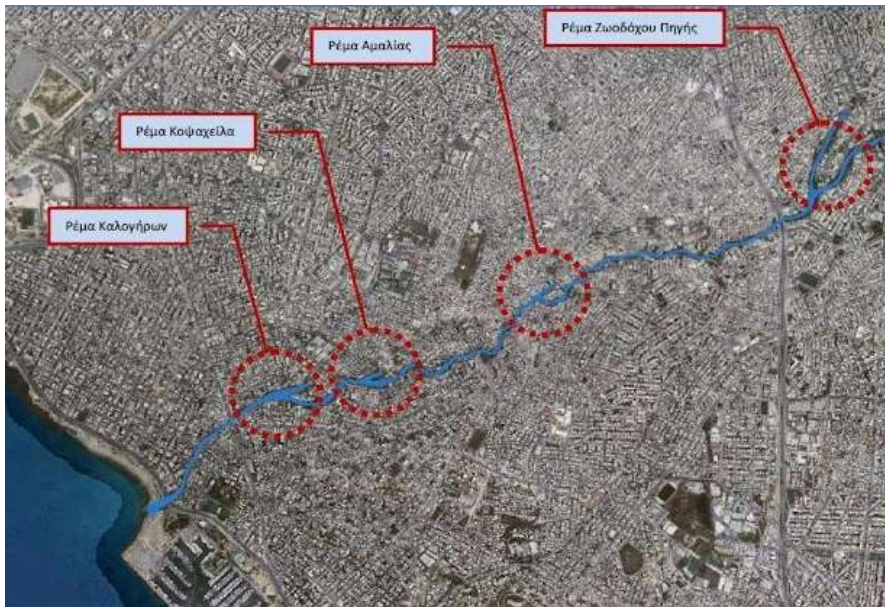 Ρέμα Ζωοδόχου Πηγής
Ρέμα Αμαλίας
Ρέμα Κοψαχείλα
Ρέμα Καλογήρων